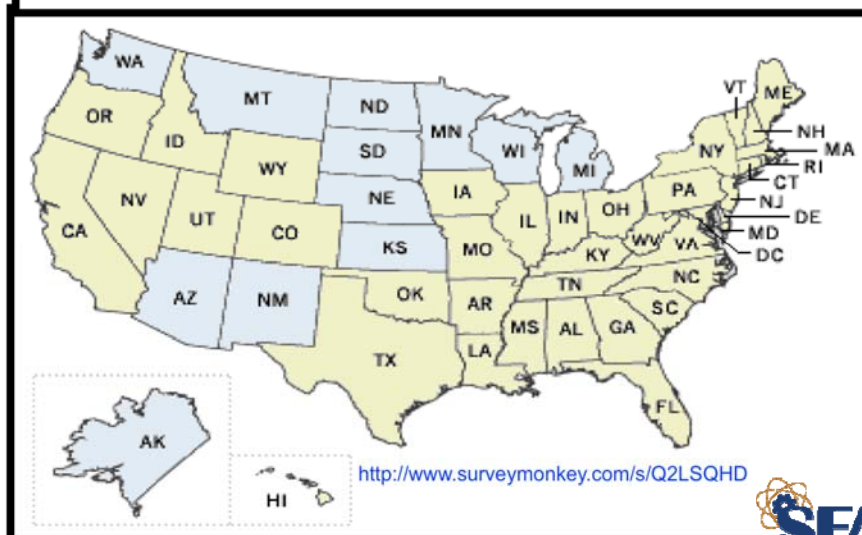 WA
MT
ND
MN
VT
ME
OR
ID
SD
WI
MI
NY
NH
MA
RI
CT
WY
NE
IA
PA
NJ
NV
UT
CO
IL
IN
OH
DE
MD
DC
CA
KS
MO
WV
VA
KY
NC
AZ
NM
OK
AR
TN
SC
MS
AL
GA
TX
LA
FL
AK
HI
http://www.surveymonkey.com/s/Q2LSQHD